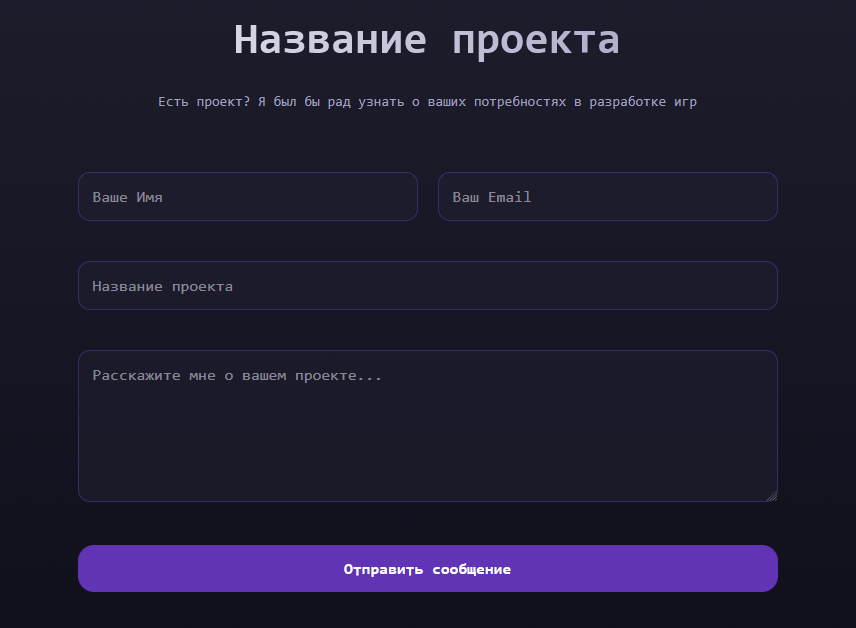 Название проекта
Есть проект? Я был бы рад узнать о ваших потребностях в разработке игр
Ваше Имя
Ваш Email
Название проекта
Расскажите мне о вашем проекте...
Отправить сообщение